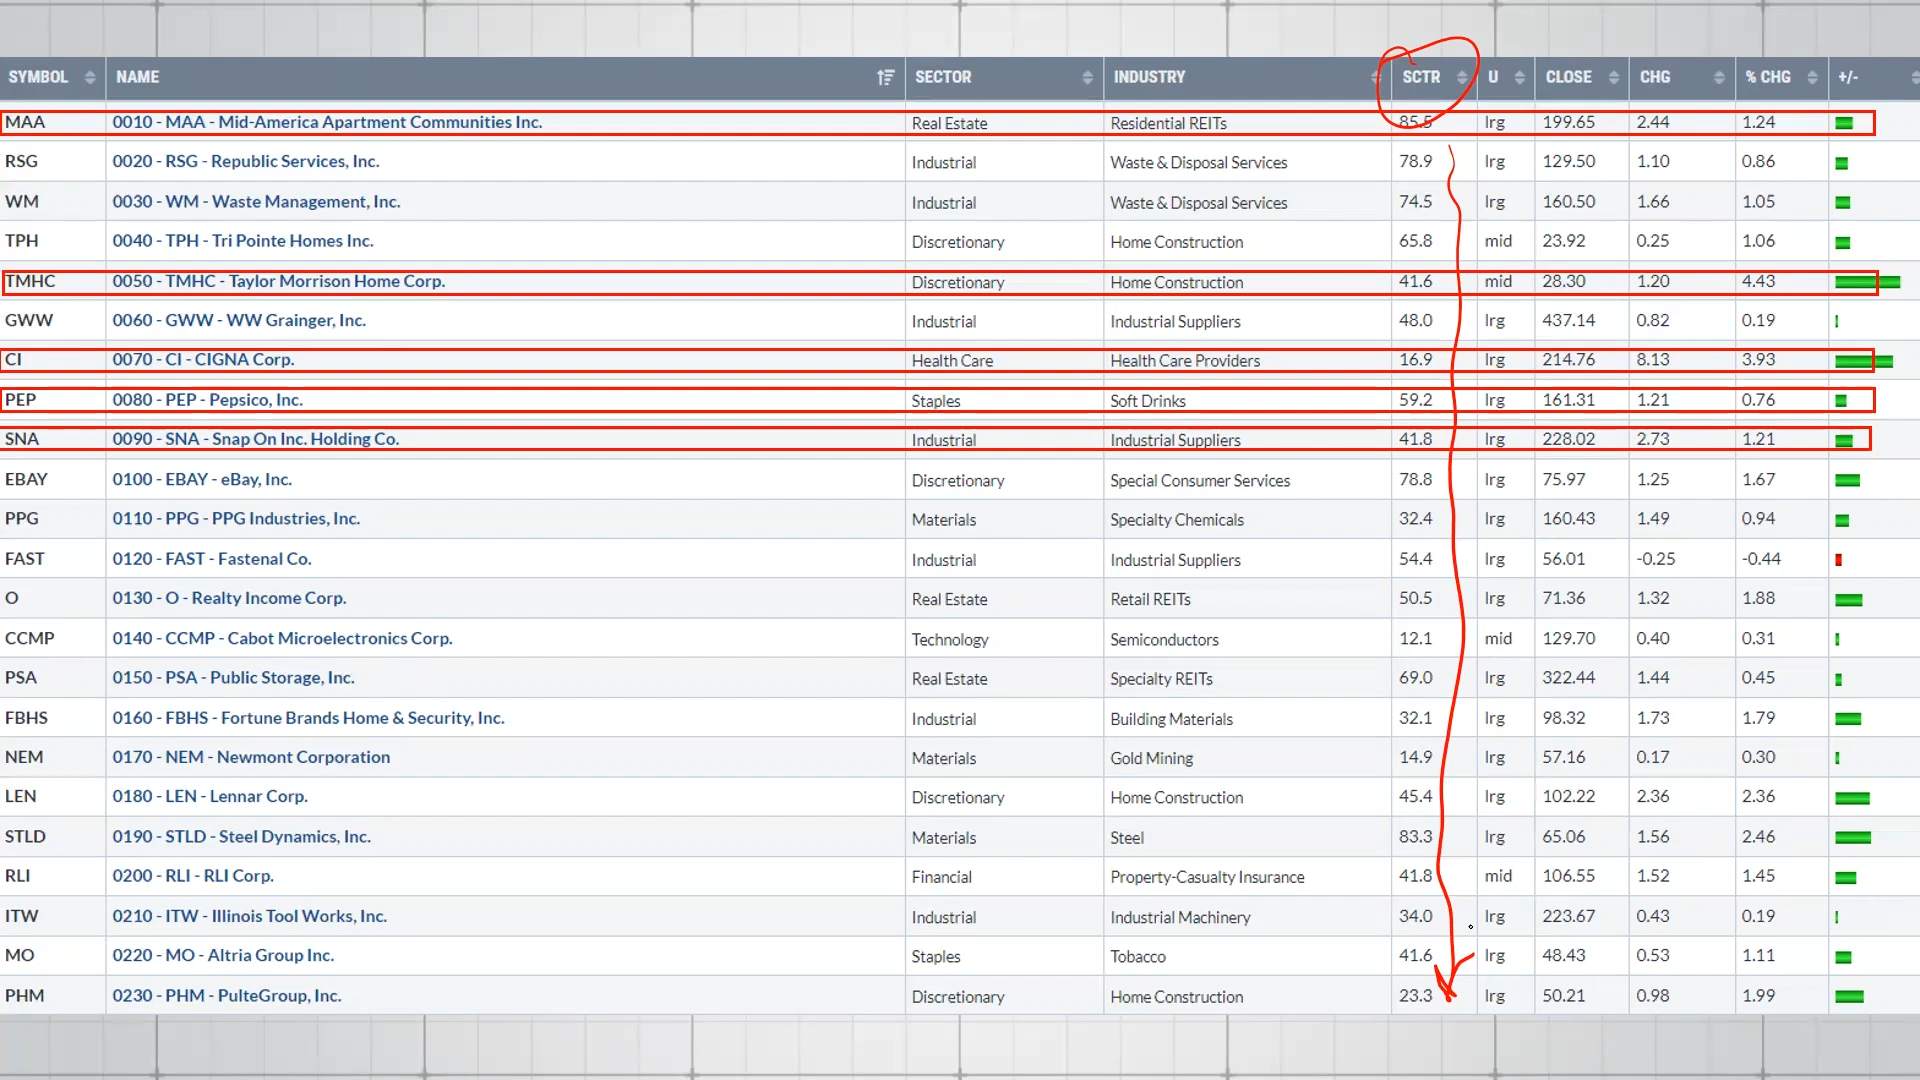 SYMBOL NAME SECTOR INDUSTRY SCTR U CLOSE CHG % CHG +/-
MAA 0010 - MAA - Mid-America Apartment Communities Inc. Real Estate Residential REITs 85.5 lrg 199.65 2.44 1.24
RSG 0020 - RSG - Republic Services, Inc. Industrial Waste & Disposal Services 78.9 lrg 129.50 1.10 0.86
WM 0030 - WM - Waste Management, Inc. Industrial Waste & Disposal Services 74.5 lrg 160.50 1.66 1.05
TPH 0040 - TPH - Tri Pointe Homes Inc. Discretionary Home Construction 65.8 mid 23.92 0.25 1.06
TMHC 0050 - TMHC - Taylor Morrison Home Corp. Discretionary Home Construction 41.6 mid 28.30 1.20 4.43
GWW 0060 - GWW - WW Grainger, Inc. Industrial Industrial Suppliers 48.0 lrg 437.14 0.82 0.19
CI 0070 - CI - CIGNA Corp. Health Care Health Care Providers 16.9 lrg 214.76 8.13 3.93
PEP 0080 - PEP - Pepsico, Inc. Staples Soft Drinks 59.2 lrg 161.31 1.21 0.76
SNA 0090 - SNA - Snap On Inc. Holding Co. Industrial Industrial Suppliers 41.8 lrg 228.02 2.73 1.21
EBAY 0100 - EBAY - eBay, Inc. Discretionary Special Consumer Services 78.8 lrg 75.97 1.25 1.67
PPG 0110 - PPG - PPG Industries, Inc. Materials Specialty Chemicals 32.4 lrg 160.43 1.49 0.94
FAST 0120 - FAST - Fastenal Co. Industrial Industrial Suppliers 54.4 lrg 56.01 -0.25 -0.44
O 0130 - O - Realty Income Corp. Real Estate Retail REITs 50.5 lrg 71.36 1.32 1.88
CCMP 0140 - CCMP - Cabot Microelectronics Corp. Technology Semiconductors 12.1 mid 129.70 0.40 0.31
PSA 0150 - PSA - Public Storage, Inc. Real Estate Specialty REITs 69.0 lrg 322.44 1.44 0.45
FBHS 0160 - FBHS - Fortune Brands Home & Security, Inc. Industrial Building Materials 32.1 lrg 98.32 1.73 1.79
NEM 0170 - NEM - Newmont Corporation Materials Gold Mining 14.9 lrg 57.16 0.17 0.30
LEN 0180 - LEN - Lennar Corp. Discretionary Home Construction 45.4 lrg 102.22 2.36 2.36
STLD 0190 - STLD - Steel Dynamics, Inc. Materials Steel 83.3 lrg 65.06 1.56 2.46
RLI 0200 - RLI - RLI Corp. Financial Property-Casualty Insurance 41.8 mid 106.55 1.52 1.45
ITW 0210 - ITW - Illinois Tool Works, Inc. Industrial Industrial Machinery 34.0 lrg 223.67 0.43 0.19
MO 0220 - MO - Altria Group Inc. Staples Tobacco 41.6 lrg 48.43 0.53 1.11
PHM 0230 - PHM - PulteGroup, Inc. Discretionary Home Construction 23.3 lrg 50.21 0.98 1.99